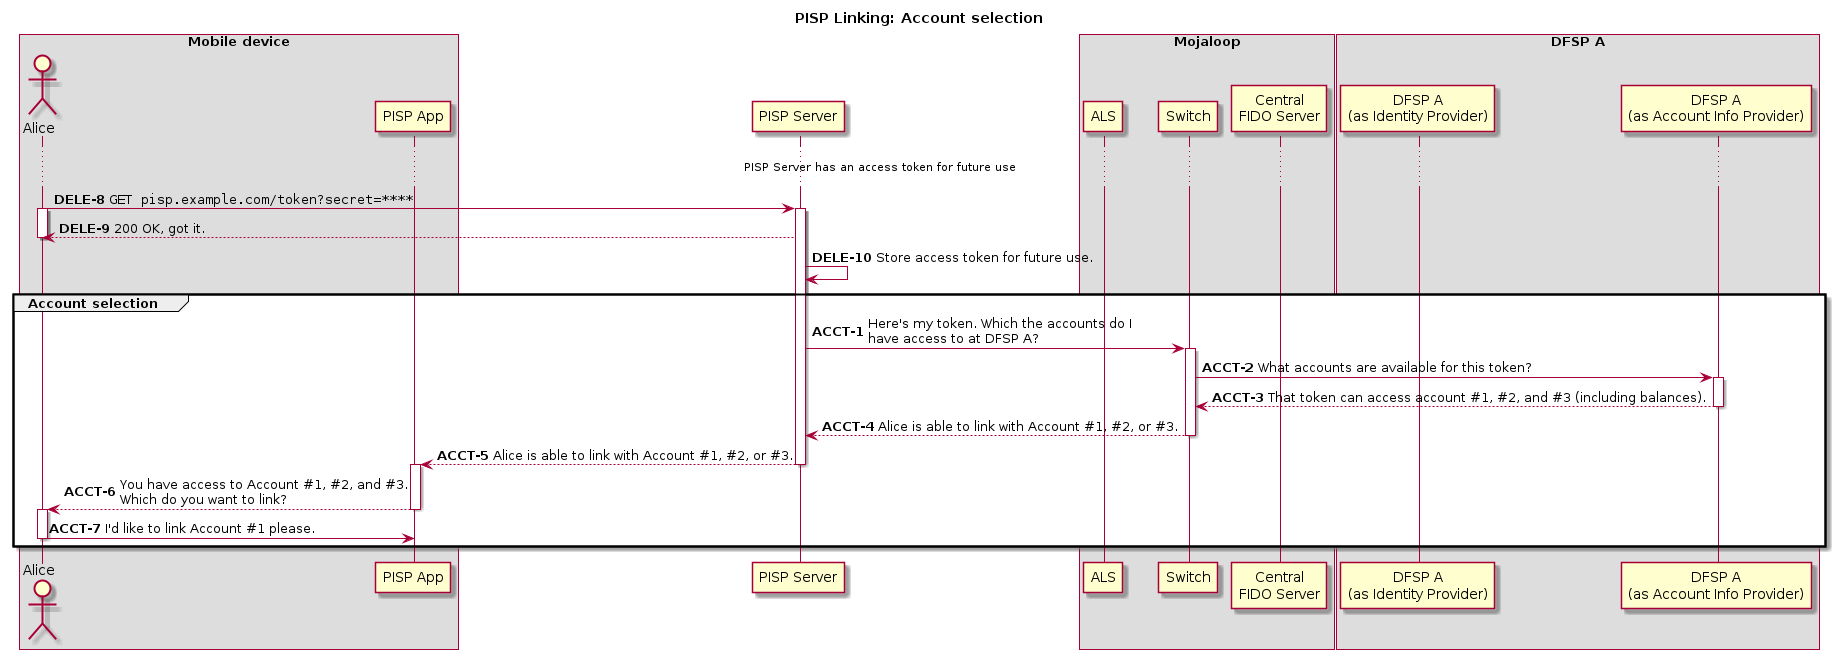 PISP Linking: Account selection
Mobile device
Mojaloop
DFSP A
Alice
PISP App
PISP Server
ALS
Switch
Central
FIDO Server
DFSP A
(as Identity Provider)
DFSP A
(as Account Info Provider)
PISP Server has an access token for future use
DELE-8 GET pisp.example.com/token?secret=****
DELE-9 200 OK, got it.
DELE-10 Store access token for future use.
Account selection
ACCT-1 Here's my token. Which the accounts do I
have access to at DFSP A?
ACCT-2 What accounts are available for this token?
ACCT-3 That token can access account #1, #2, and #3 (including balances).
ACCT-4 Alice is able to link with Account #1, #2, or #3.
ACCT-5 Alice is able to link with Account #1, #2, or #3.
ACCT-6 You have access to Account #1, #2, and #3.
Which do you want to link?
ACCT-7 I'd like to link Account #1 please.
Alice
PISP App
PISP Server
ALS
Switch
Central
FIDO Server
DFSP A
(as Identity Provider)
DFSP A
(as Account Info Provider)